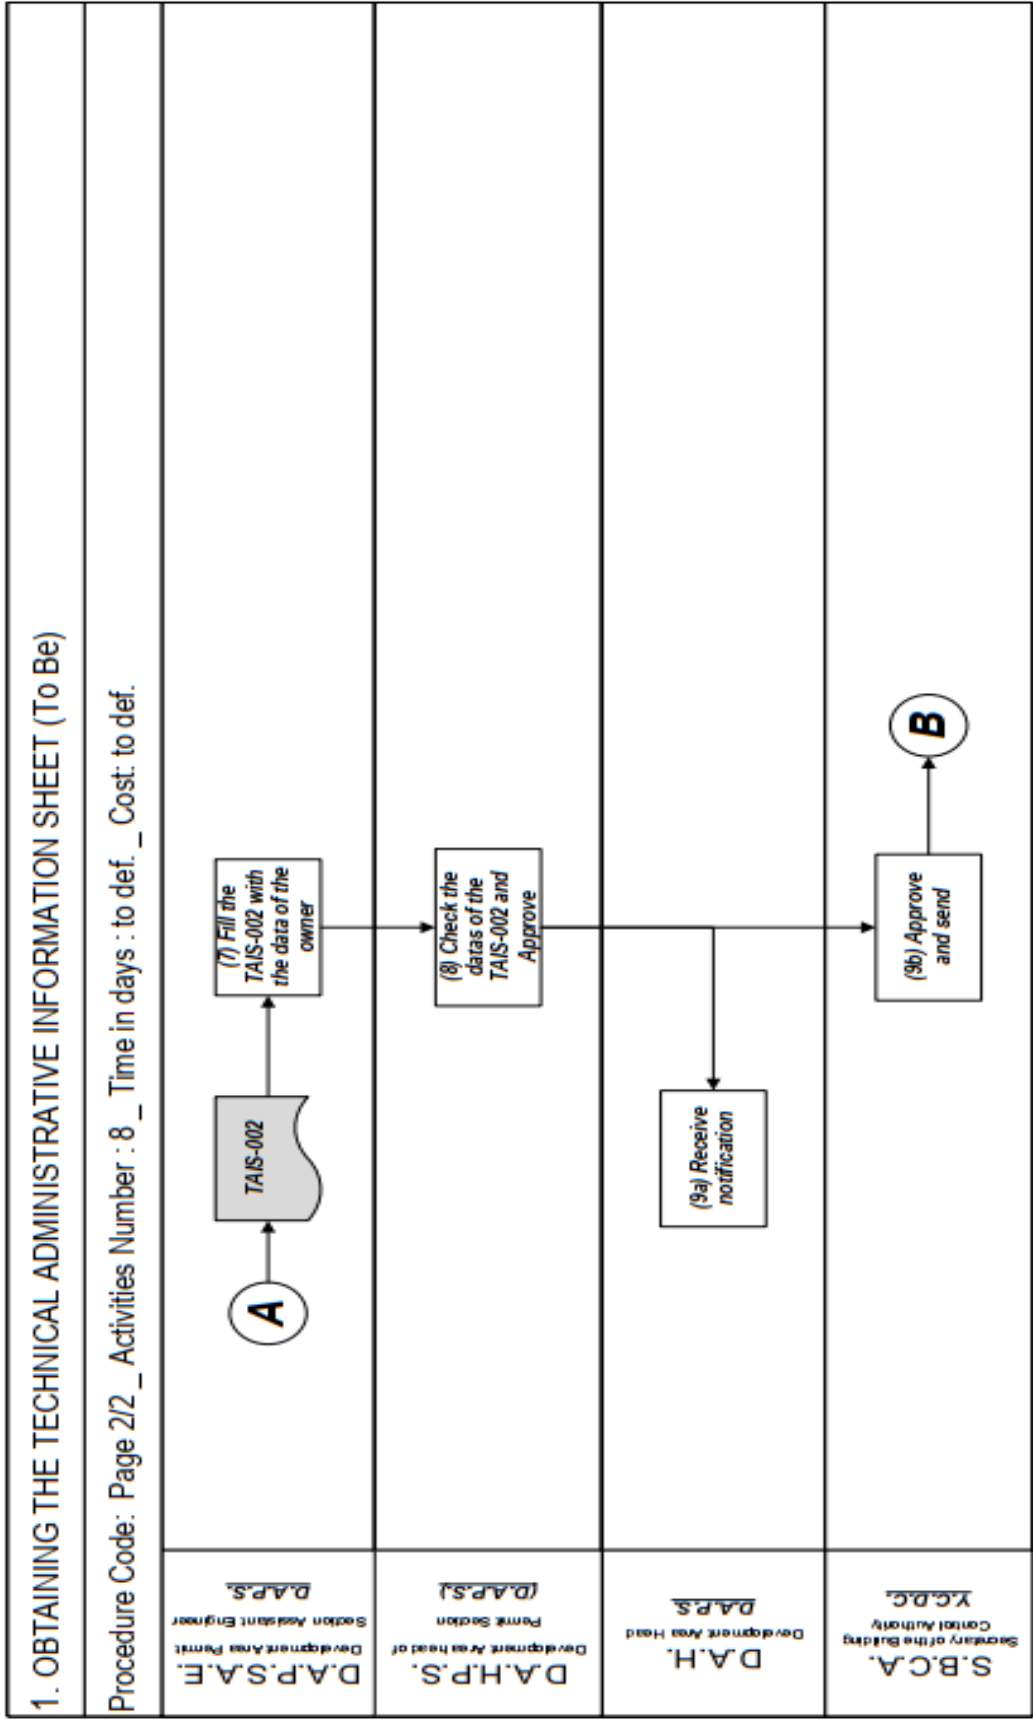 1. OBTAINING THE TECHNICAL ADMINISTRATIVE INFORMATION SHEET (To Be)
Procedure Code: Page 2/2 _ Activities Number : 8 _ Time in days : to def. _ Cost: to def.
D.A.P.S.A.E.
Development Area Permit
Section Assistant Engineer
D.A.P.S.
A
TAIS-002
(7) Fill the
TAIS-002 with
the data of the
owner
D.A.H.P.S.
Development Area head of
Permit Section
(D.A.P.S.)
(8) Check the
datas of the
TAIS-002 and
Approve
D.A.H.
Development Area Head
D.A.P.S.
(9a) Receive
notification
S.B.C.A.
Secretary of the Building
Control Authority
Y.C.D.C.
(9b) Approve
and send
B